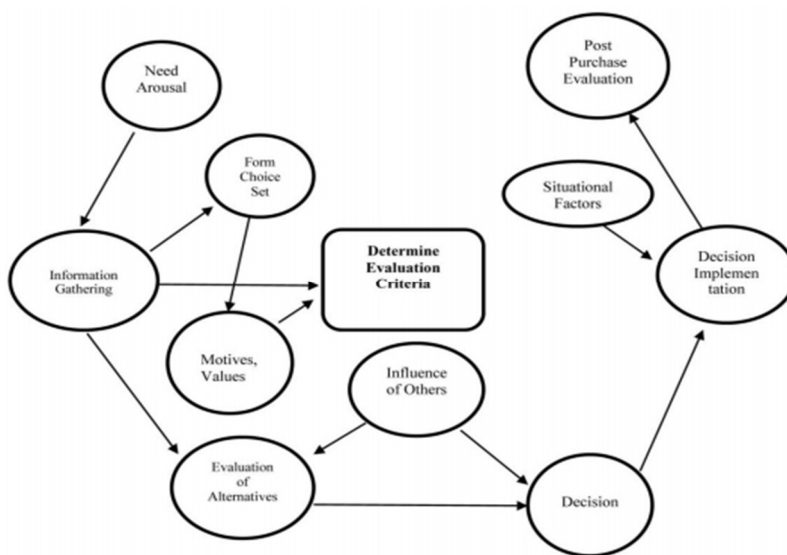 Need
Arousal
Post
Purchase
Evaluation
Form
Choice
Set
Situational
Factors
Information
Gathering
Determine
Evaluation
Criteria
Decision
Implemen
tation
Motives,
Values
Influence
of Others
Evaluation
of
Alternatives
Decision